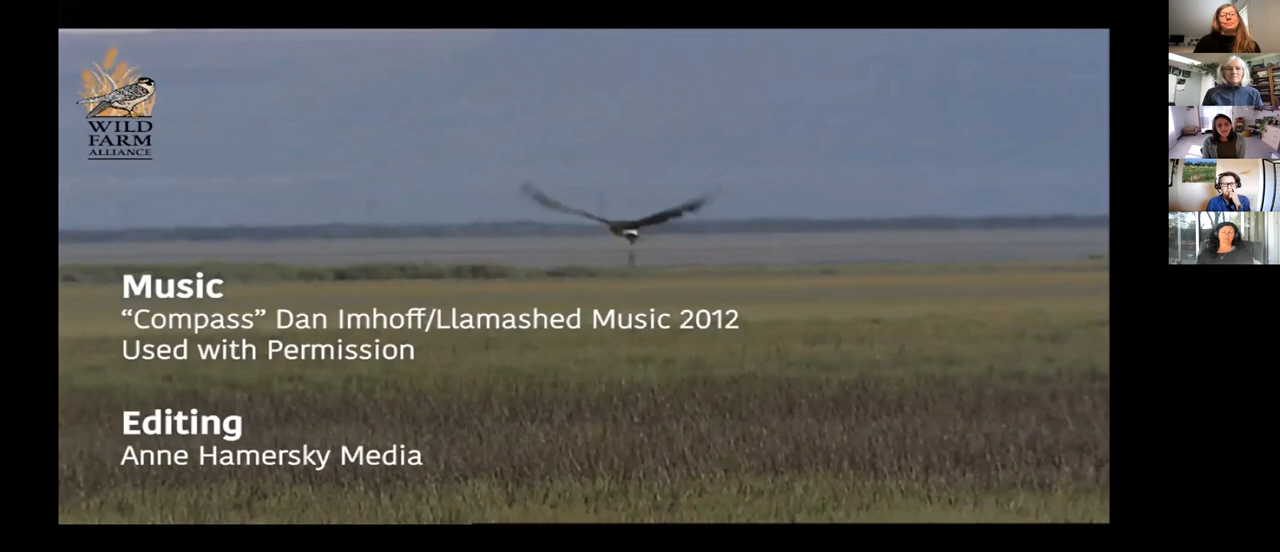 WILD
FARM
ALLIANCE
Music
“Compass” Dan Imhoff/Llamashed Music 2012
Used with Permission
Editing
Anne Hamersky Media